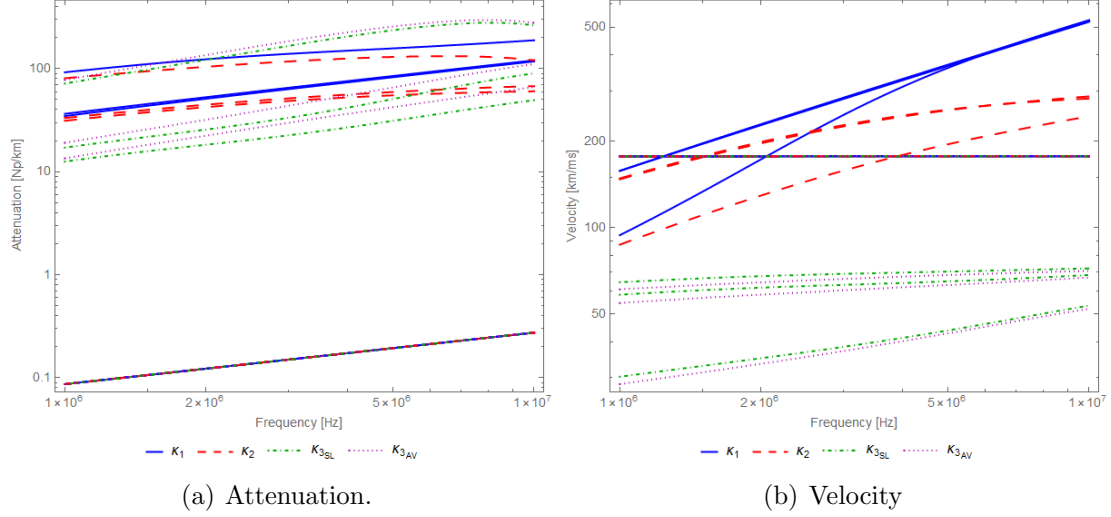 100
10
1
0.1
Attenuation [Np/km]
1×10⁶
2×10⁶
5×10⁶
1×10⁷
Frequency [Hz]
κ₁ κ₂ κ₃SL κ₃AV
(a) Attenuation.
500
200
100
50
Velocity [km/ms]
1×10⁶
2×10⁶
5×10⁶
1×10⁷
Frequency [Hz]
κ₁ κ₂ κ₃SL κ₃AV
(b) Velocity